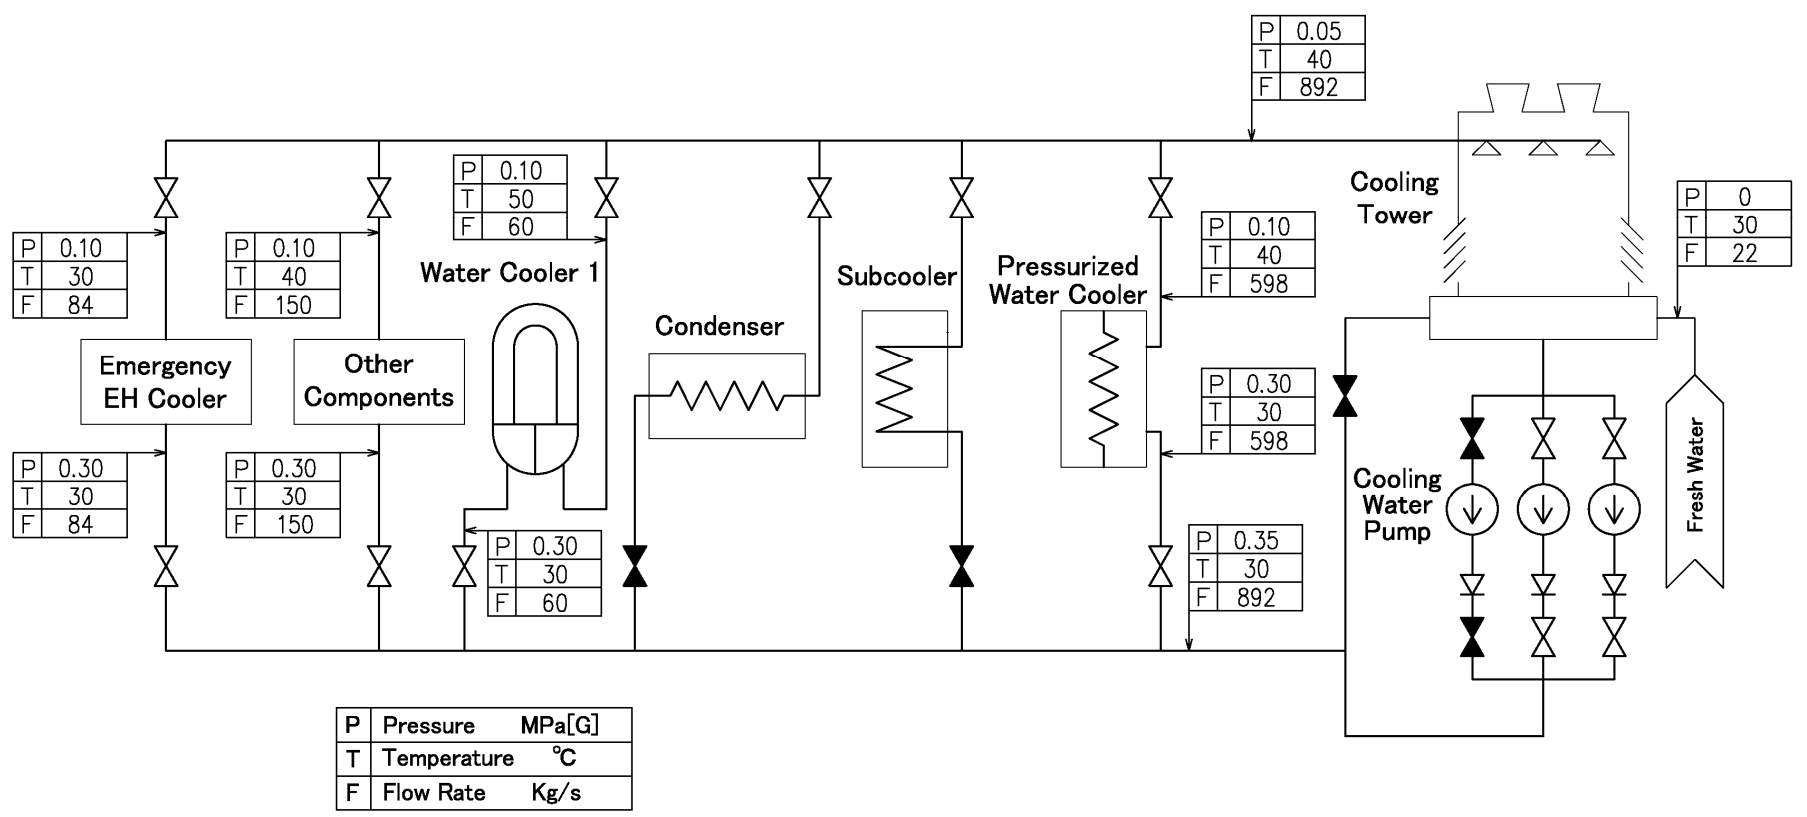 P 0.05
T 40
F 892
P 0.10
T 50
F 60
Cooling
Tower
P 0
T 30
F 22
P 0.10
T 30
F 84
P 0.10
T 40
F 150
Water Cooler 1
Subcooler
Pressurized
Water Cooler
P 0.10
T 40
F 598
Condenser
Emergency
EH Cooler
Other
Components
P 0.30
T 30
F 598
P 0.30
T 30
F 84
P 0.30
T 30
F 150
P 0.30
T 30
F 60
P 0.35
T 30
F 892
Cooling
Water
Pump
Fresh Water
P Pressure MPa[G]
T Temperature ℃
F Flow Rate Kg/s